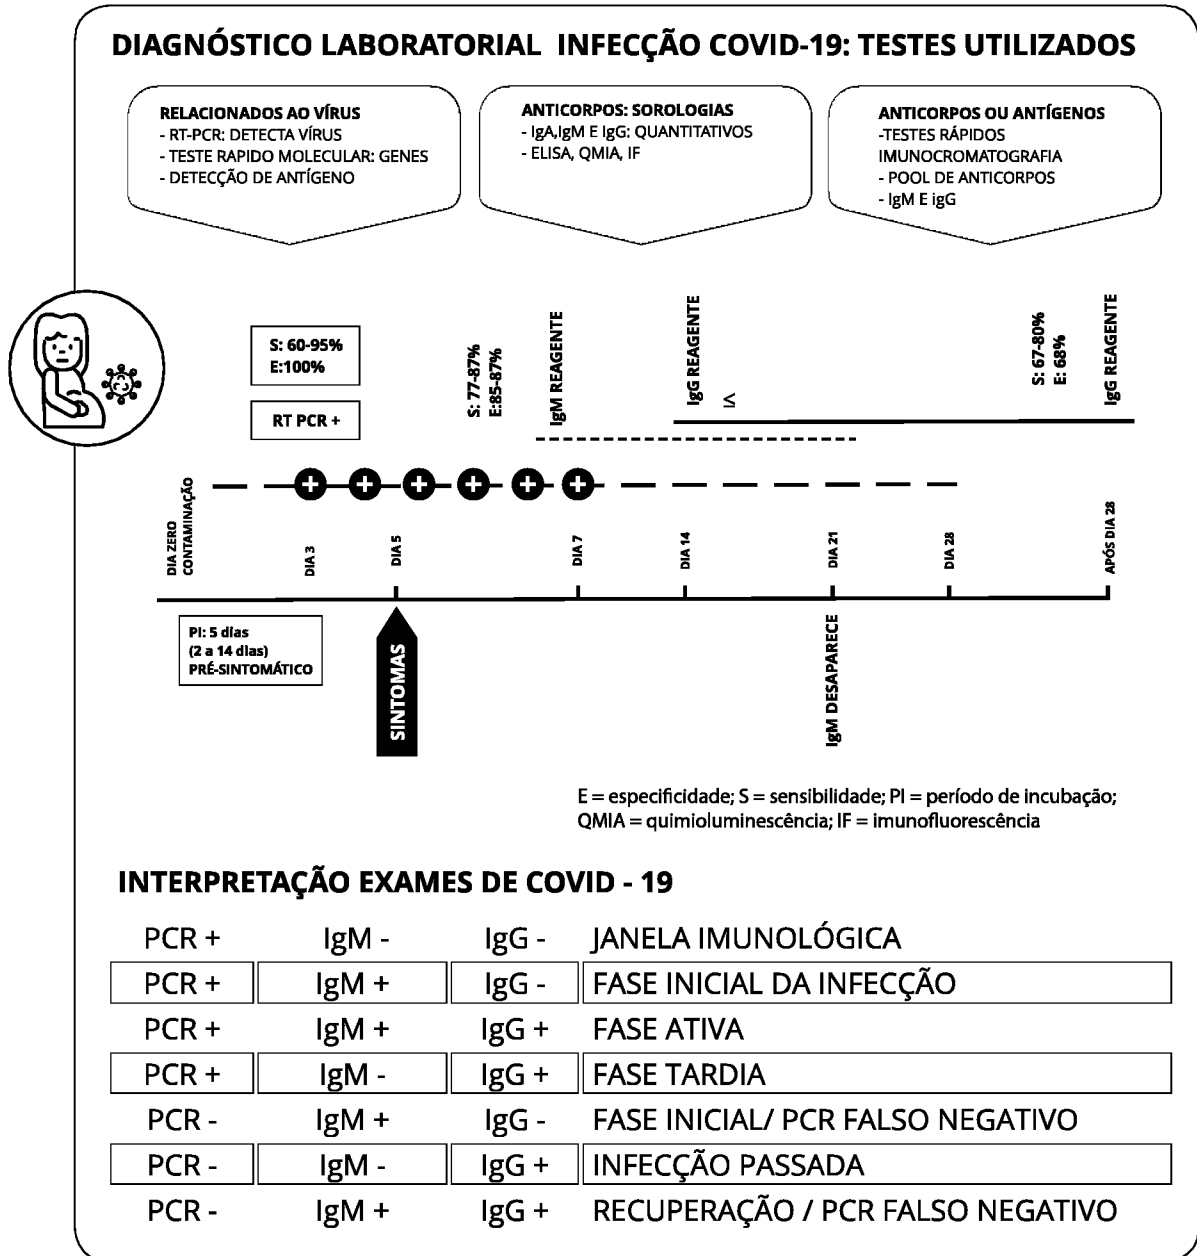 DIAGNÓSTICO LABORATORIAL INFECÇÃO COVID-19: TESTES UTILIZADOS
RELACIONADOS AO VÍRUS
- RT-PCR: DETECTA VÍRUS
- TESTE RAPIDO MOLECULAR: GENES
- DETECÇÃO DE ANTÍGENO
ANTICORPOS: SOROLOGIAS
- IgA,IgM E IgG: QUANTITATIVOS
- ELISA, QMIA, IF
ANTICORPOS OU ANTÍGENOS
-TESTES RÁPIDOS
IMUNOCROMATOGRAFIA
- POOL DE ANTICORPOS
- IgM E igG
S: 60-95%
E:100%
RT PCR +
S: 77-87%
E:85-87%
IgM REAGENTE
IgG REAGENTE
VI
S: 67-80%
E: 68%
IgG REAGENTE
DIA ZERO
CONTAMINAÇÃO
DIA 3
DIA 5
DIA 7
DIA 14
DIA 21
DIA 28
APÓS DIA 28
PI: 5 dias
(2 a 14 dias)
PRÉ-SINTOMÁTICO
SINTOMAS
IgM DESAPARECE
E = especificidade; S = sensibilidade; PI = período de incubação;
QMIA = quimioluminescência; IF = imunofluorescência
INTERPRETAÇÃO EXAMES DE COVID - 19
PCR + IgM - IgG - JANELA IMUNOLÓGICA
PCR + IgM + IgG - FASE INICIAL DA INFECÇÃO
PCR + IgM + IgG + FASE ATIVA
PCR + IgM - IgG + FASE TARDIA
PCR - IgM + IgG - FASE INICIAL/ PCR FALSO NEGATIVO
PCR - IgM - IgG + INFECÇÃO PASSADA
PCR - IgM + IgG + RECUPERAÇÃO / PCR FALSO NEGATIVO